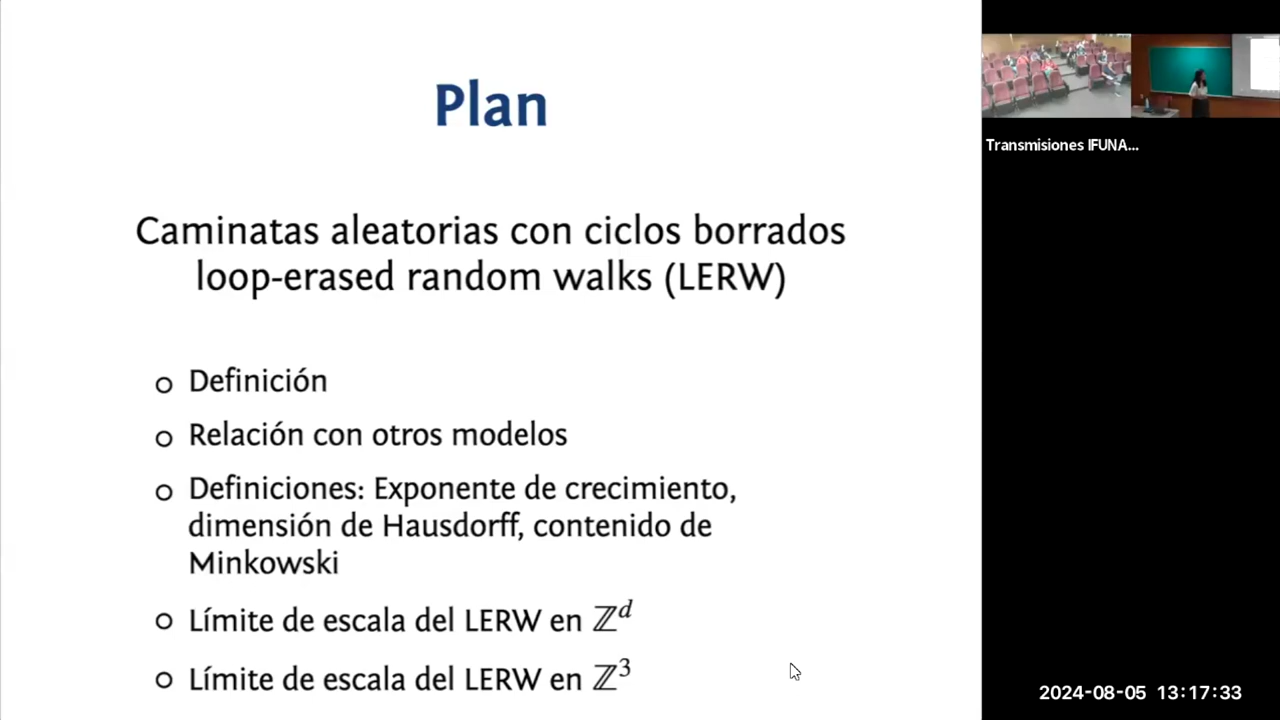 Plan
Caminatas aleatorias con ciclos borrados
loop-erased random walks (LERW)
Definición
Relación con otros modelos
Definiciones: Exponente de crecimiento,
dimensión de Hausdorff, contenido de
Minkowski
Límite de escala del LERW en ℤᵈ
Límite de escala del LERW en ℤ³
Transmisiones IFUNA...
2024-08-05 13:17:33